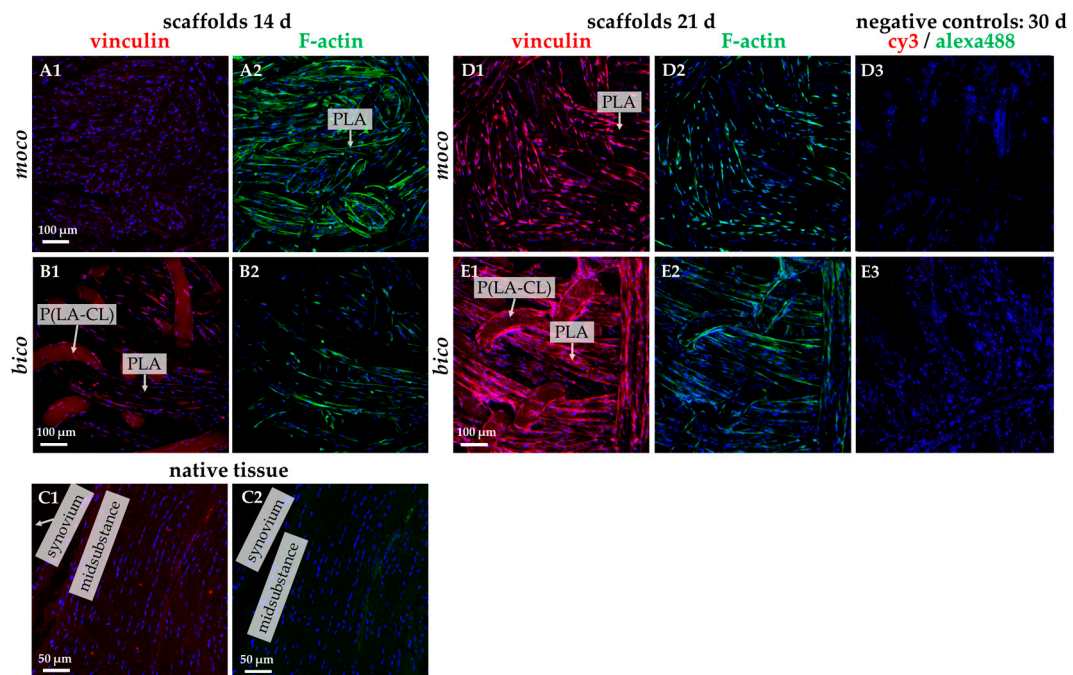 scaffolds 14 d
scaffolds 21 d
negative controls: 30 d
vinculin
F-actin
vinculin
F-actin
cy3 / alexa488
moco
A1
100 µm
A2
PLA
D1
PLA
D2
D3
bico
B1
P(LA-CL)
PLA
100 µm
B2
E1
P(LA-CL)
PLA
100 µm
E2
E3
native tissue
C1
synovium
midsubstance
50 µm
C2
synovium
midsubstance
50 µm